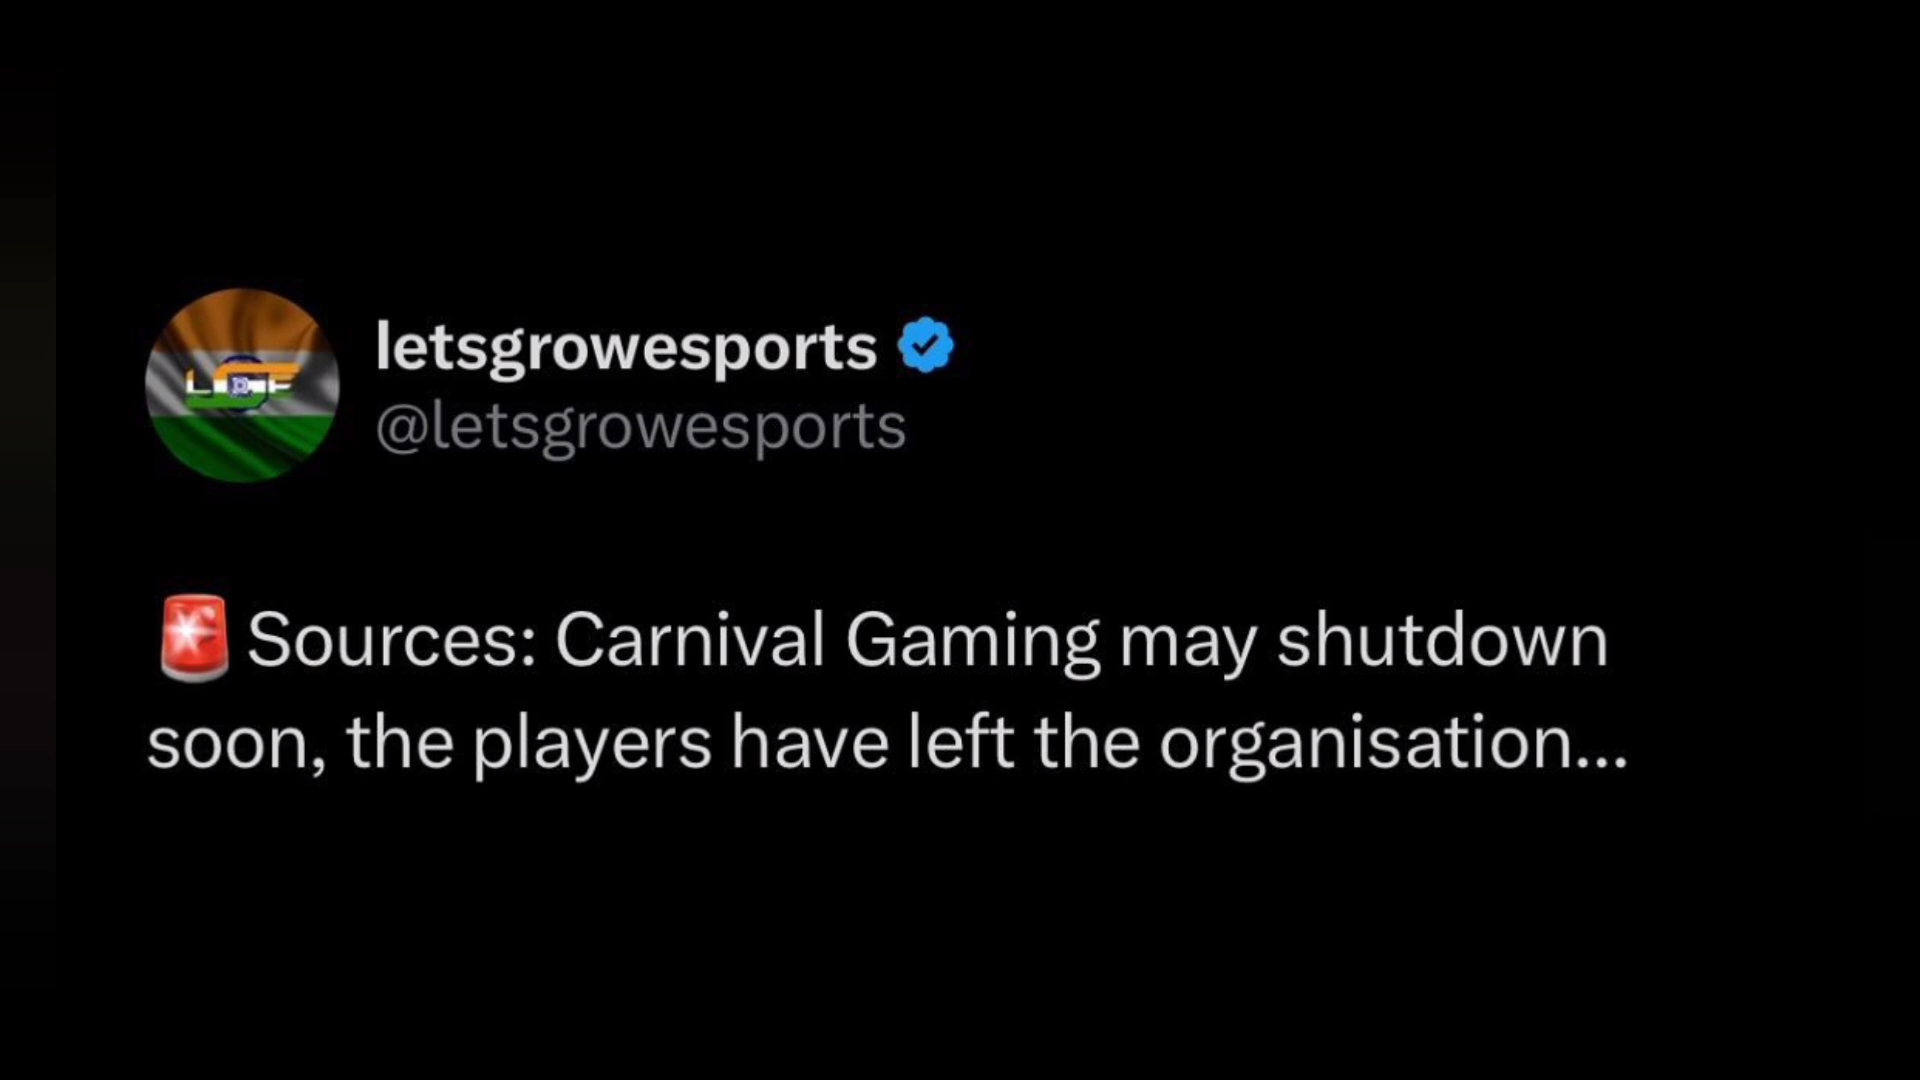 letsgrowesports
@letsgrowesports
🚨Sources: Carnival Gaming may shutdown
soon, the players have left the organisation...